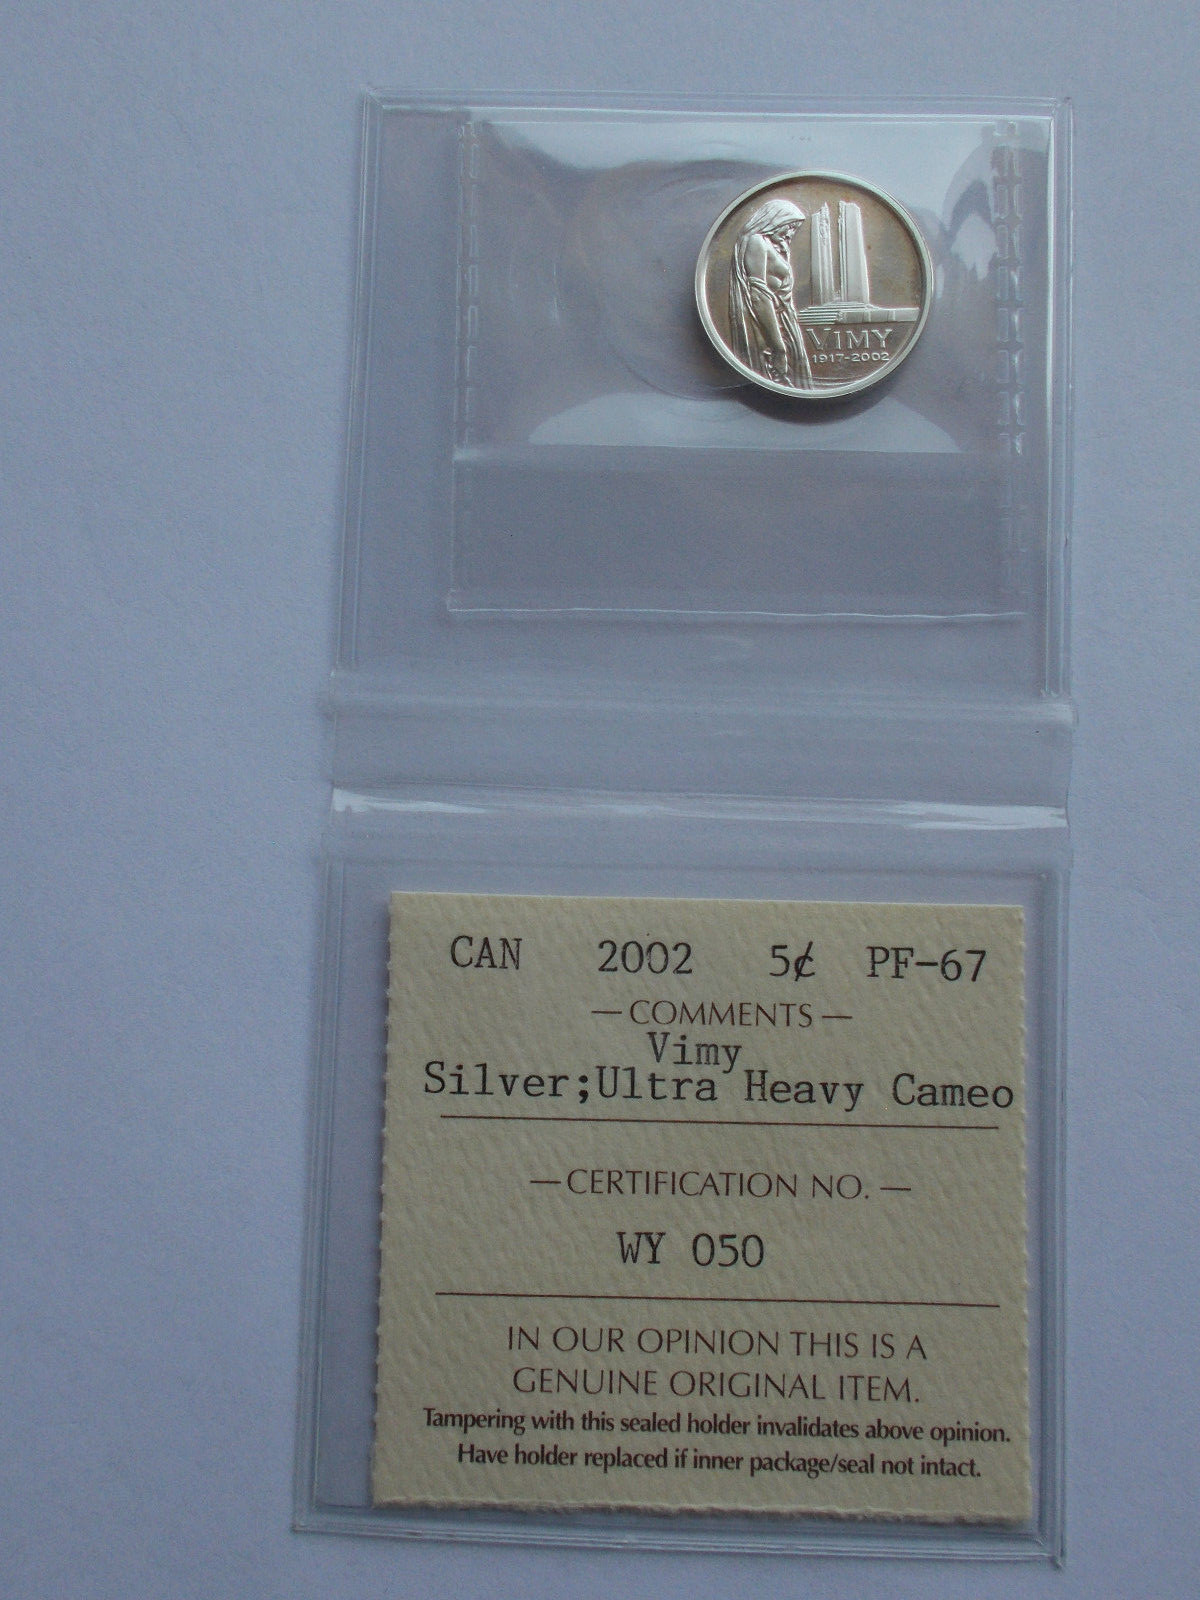 VIMY
1917-2002
CAN 2002 5¢ PF-67
—COMMENTS—
Vimy
Silver;Ultra Heavy Cameo
—CERTIFICATION NO.—
WY 050
IN OUR OPINION THIS IS A
GENUINE ORIGINAL ITEM.
Tampering with this sealed holder invalidates above opinion.
Have holder replaced if inner package/seal not intact.